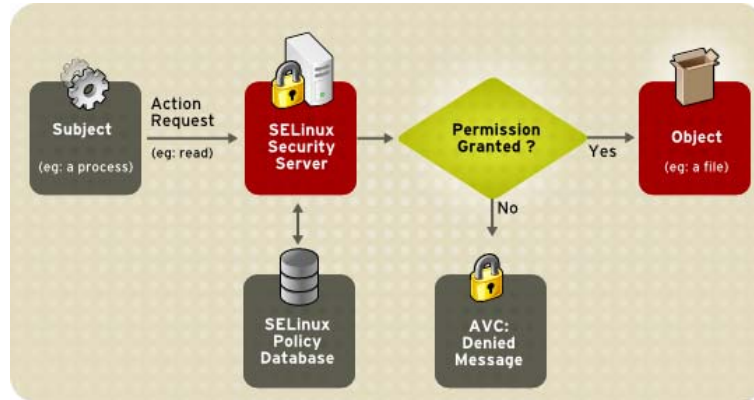 Subject
(eg: a process)
Action
Request
(eg: read)
SELinux
Security
Server
Permission
Granted ?
Yes
Object
(eg: a file)
No
SELinux
Policy
Database
AVC:
Denied
Message